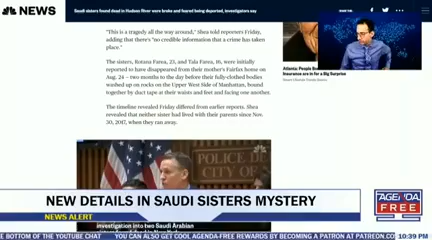 NEWS
Saudi sisters found dead in Hudson River were broke and feared being deported, investigators say
"This is a tragedy all the way around," Shea told reporters Friday,
adding that there's "no credible information that a crime has taken
place."
The sisters, Rotana Farea, 23, and Tala Farea, 16, were initially
reported to have disappeared from their mother's Fairfax home on
Aug. 24 – two months to the day before their fully-clothed bodies
washed up on rocks on the Upper West Side of Manhattan, bound
together by duct tape at their waists and feet and facing one another.
The timeline revealed Friday differed from earlier reports. Shea
revealed that neither sister had lived with their parents since Nov.
30, 2017, when they ran away.
Atlanta: People
Insurance are in for a Big Surprise
POLICE DE
CITY OF
investigation into two Saudi Arabian
NEW DETAILS IN SAUDI SISTERS MYSTERY
NEWS ALERT
AGENDA
FREE
10:39 PM
E BOTTOM OF THE YOUTUBE CHAT
YOU CAN ALSO GET COOL AGENDA-FREE REWARDS BY BECOMING A PATRON AT PATREON.COM